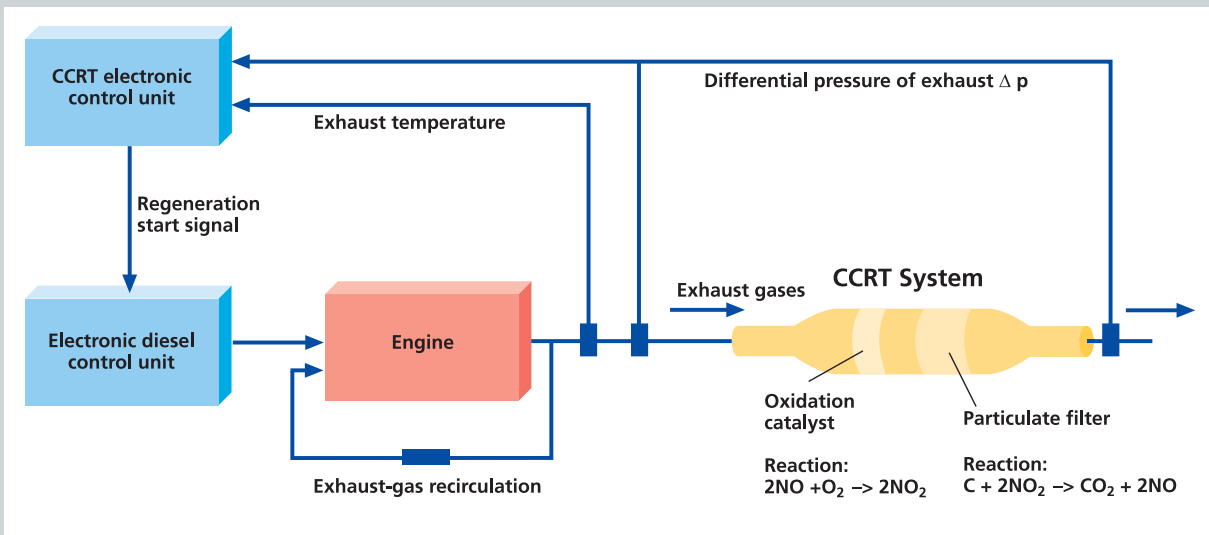 CCRT electronic
control unit
Differential pressure of exhaust Δ p
Exhaust temperature
Regeneration
start signal
Electronic diesel
control unit
Engine
Exhaust gases
CCRT System
Oxidation
catalyst
Reaction:
2NO +O₂ –> 2NO₂
Particulate filter
Reaction:
C + 2NO₂ –> CO₂ + 2NO
Exhaust-gas recirculation